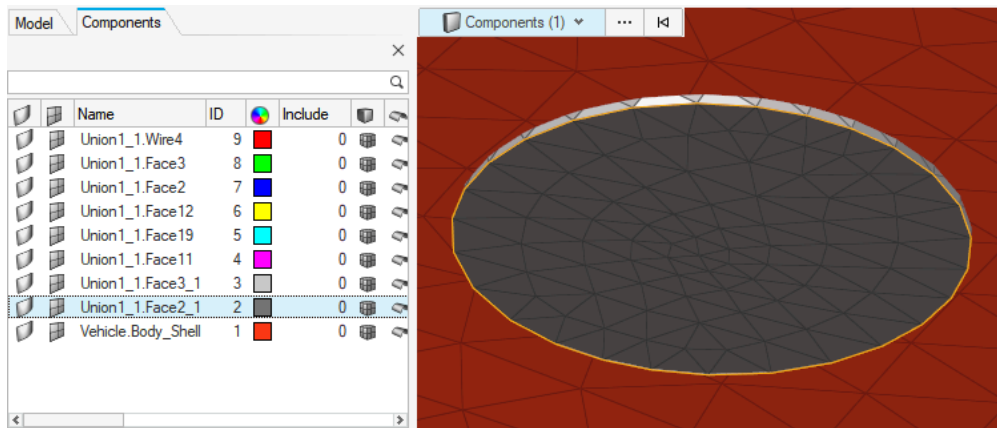 Model Components
Components (1) ...
Name ID Include
Union1_1.Wire4 9 0
Union1_1.Face3 8 0
Union1_1.Face2 7 0
Union1_1.Face12 6 0
Union1_1.Face19 5 0
Union1_1.Face11 4 0
Union1_1.Face3_1 3 0
Union1_1.Face2_1 2 0
Vehicle.Body_Shell 1 0